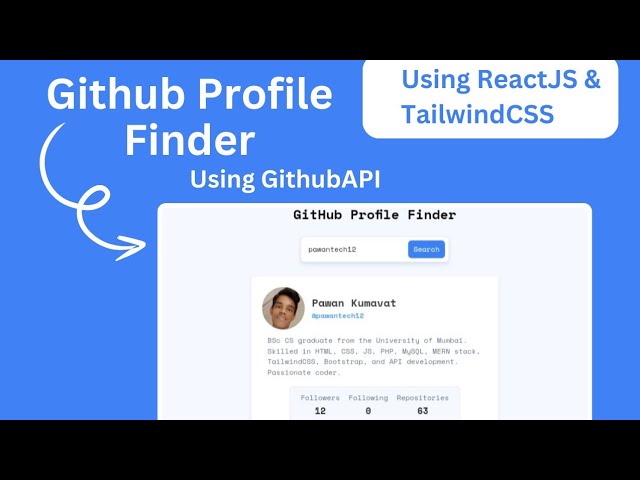 Github Profile
Finder
Using ReactJS &
TailwindCSS
Using GithubAPI
GitHub Profile Finder
pawantech12
Search
Pawan Kumavat
@pawantech12
BSc CS graduate from the University of Mumbai.
Skilled in HTML, CSS, JS, PHP, MySQL, MERN stack,
TailwindCSS, Bootstrap, and API development.
Passionate coder.
Followers Following Repositories
12 0 63